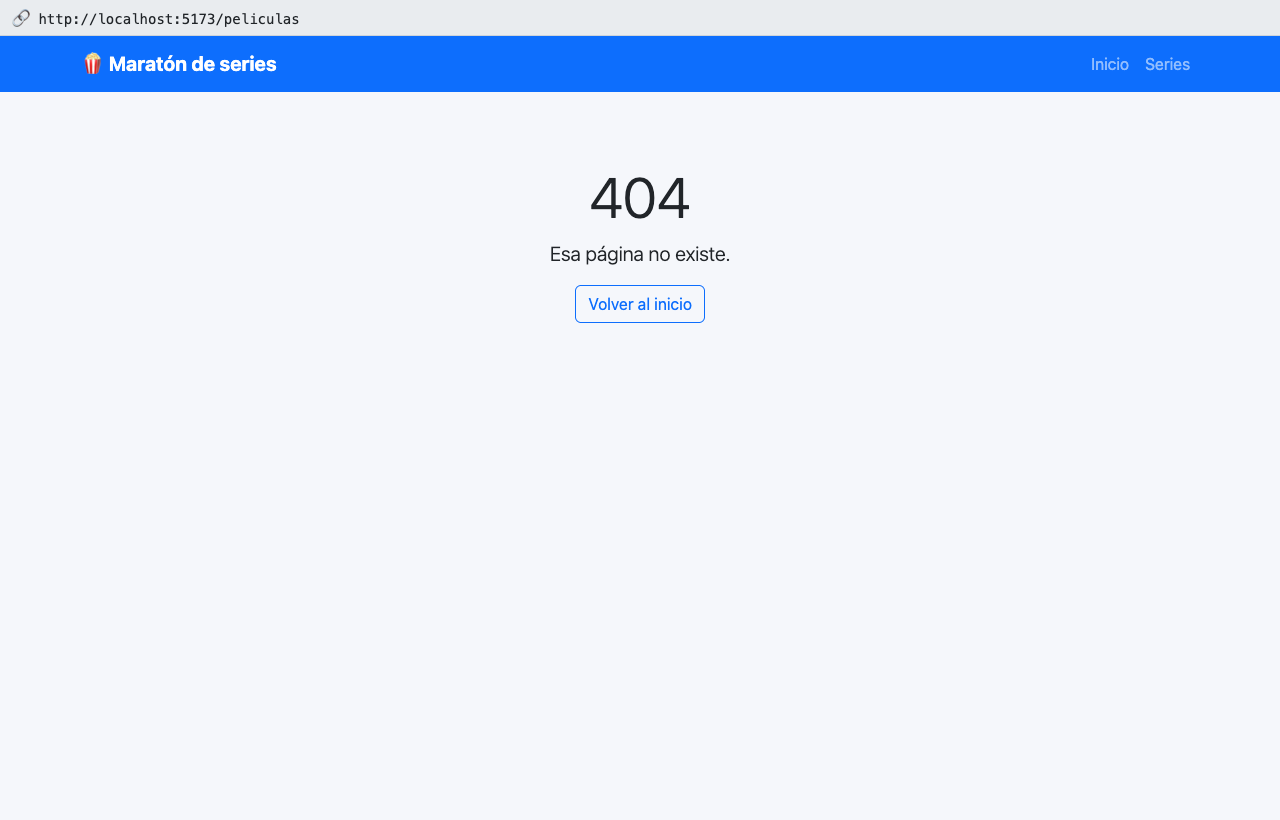 http://localhost:5173/peliculas
🍿 Maratón de series
Inicio Series
404
Esa página no existe.
Volver al inicio